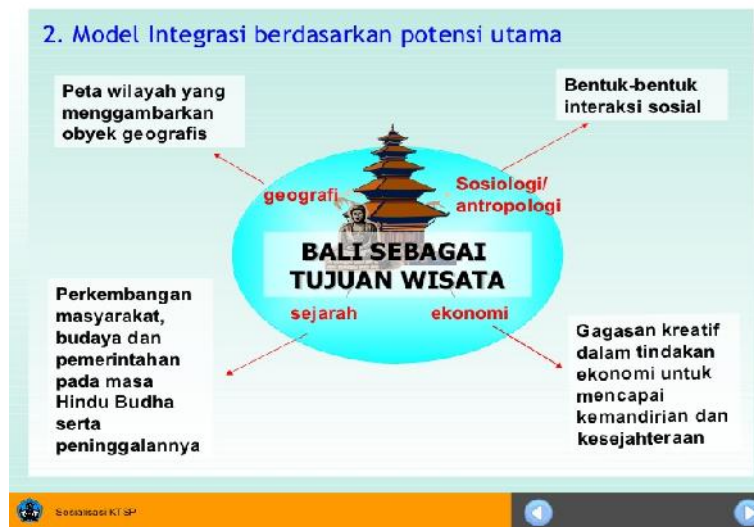 2. Model Integrasi berdasarkan potensi utama
Peta wilayah yang
menggambarkan
obyek geografis
Bentuk-bentuk
interaksi sosial
geografi
Sosiologi/
antropologi
BALI SEBAGAI
TUJUAN WISATA
sejarah
ekonomi
Perkembangan
masyarakat,
budaya dan
pemerintahan
pada masa
Hindu Budha
serta
peninggalannya
Gagasan kreatif
dalam tindakan
ekonomi untuk
mencapai
kemandirian dan
kesejahteraan
Sosialisasi KTSP